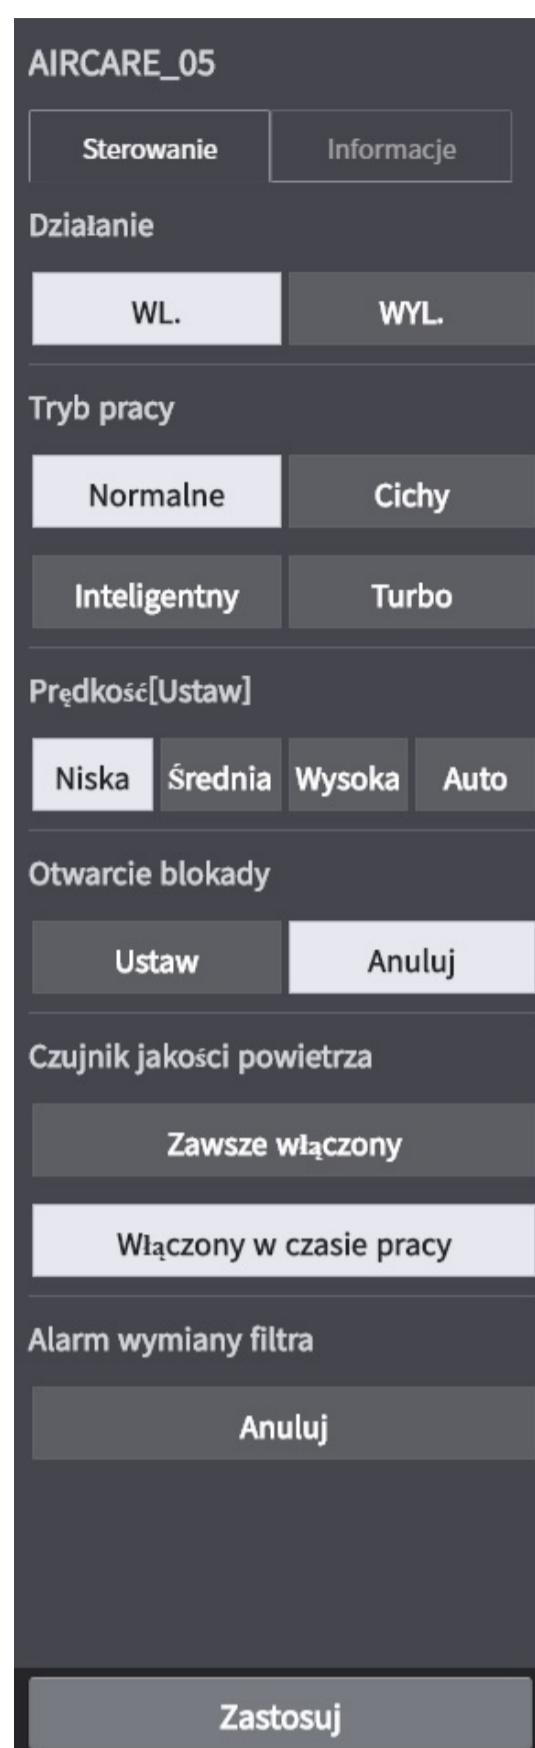 AIRCARE_05
Sterowanie Informacje
Działanie
WL. WYL.
Tryb pracy
Normalne Cichy
Inteligentny Turbo
Prędkość[Ustaw]
Niska Średnia Wysoka Auto
Otwarcie blokady
Ustaw Anuluj
Czujnik jakości powietrza
Zawsze włączony
Włączony w czasie pracy
Alarm wymiany filtra
Anuluj
Zastosuj